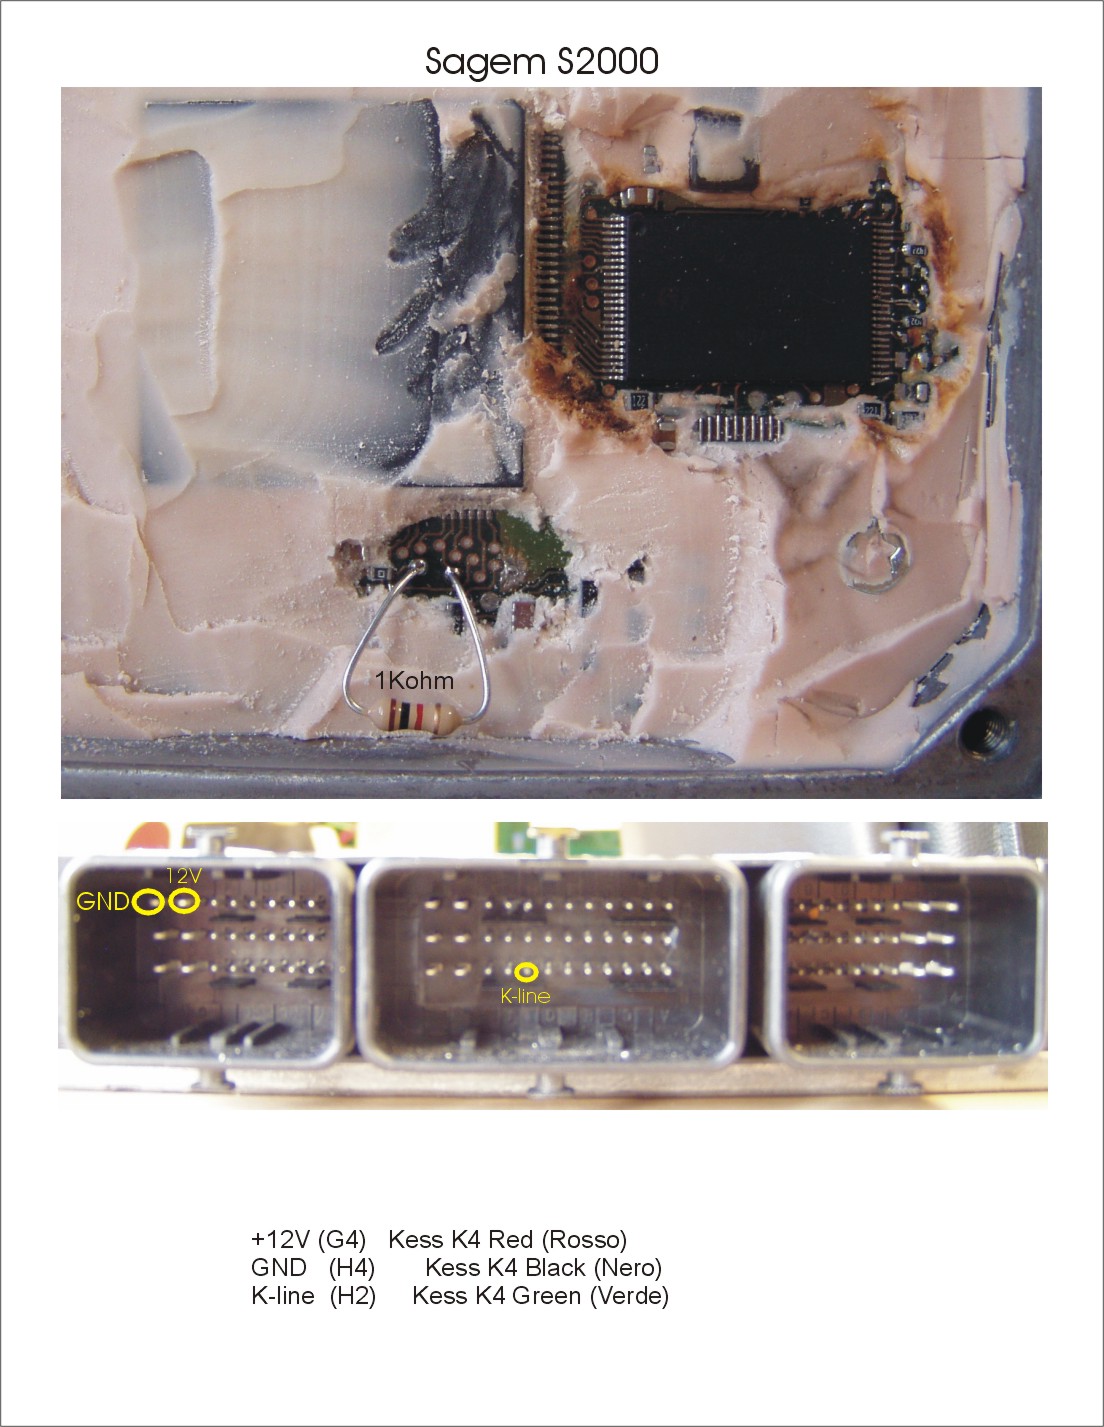 Sagem S2000
1Kohm
12V
GND
K-line
+12V (G4) Kess K4 Red (Rosso)
GND (H4) Kess K4 Black (Nero)
K-line (H2) Kess K4 Green (Verde)